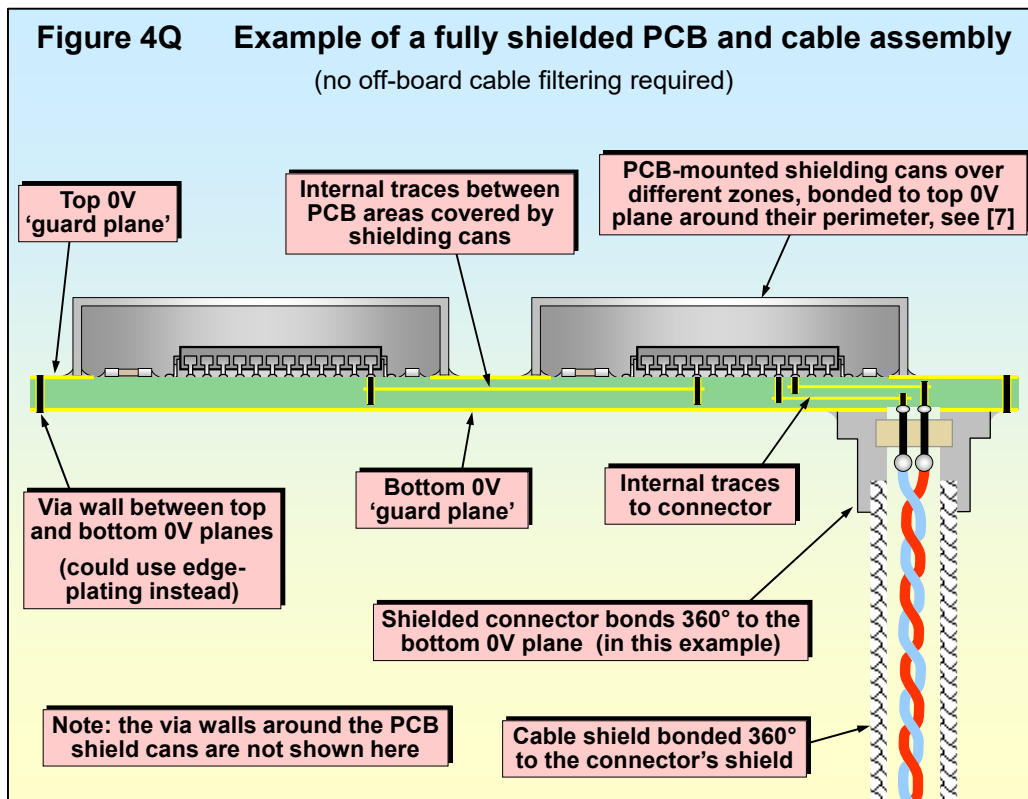 Figure 4Q Example of a fully shielded PCB and cable assembly
(no off-board cable filtering required)
Top 0V
‘guard plane’
Internal traces between
PCB areas covered by
shielding cans
PCB-mounted shielding cans over
different zones, bonded to top 0V
plane around their perimeter, see [7]
Via wall between top
and bottom 0V planes
(could use edge-
plating instead)
Bottom 0V
‘guard plane’
Internal traces
to connector
Shielded connector bonds 360° to the
bottom 0V plane (in this example)
Note: the via walls around the PCB
shield cans are not shown here
Cable shield bonded 360°
to the connector’s shield